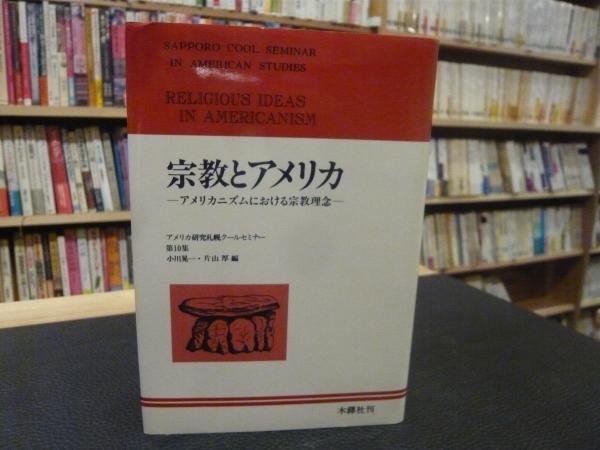 SAPPORO COOL SEMINAR
IN AMERICAN STUDIES
RELIGIOUS IDEAS
IN AMERICANISM
宗教とアメリカ
—アメリカニズムにおける宗教理念—
アメリカ研究札幌クールセミナー
第10集
小川晃一・片山厚 編
木鐸社刊